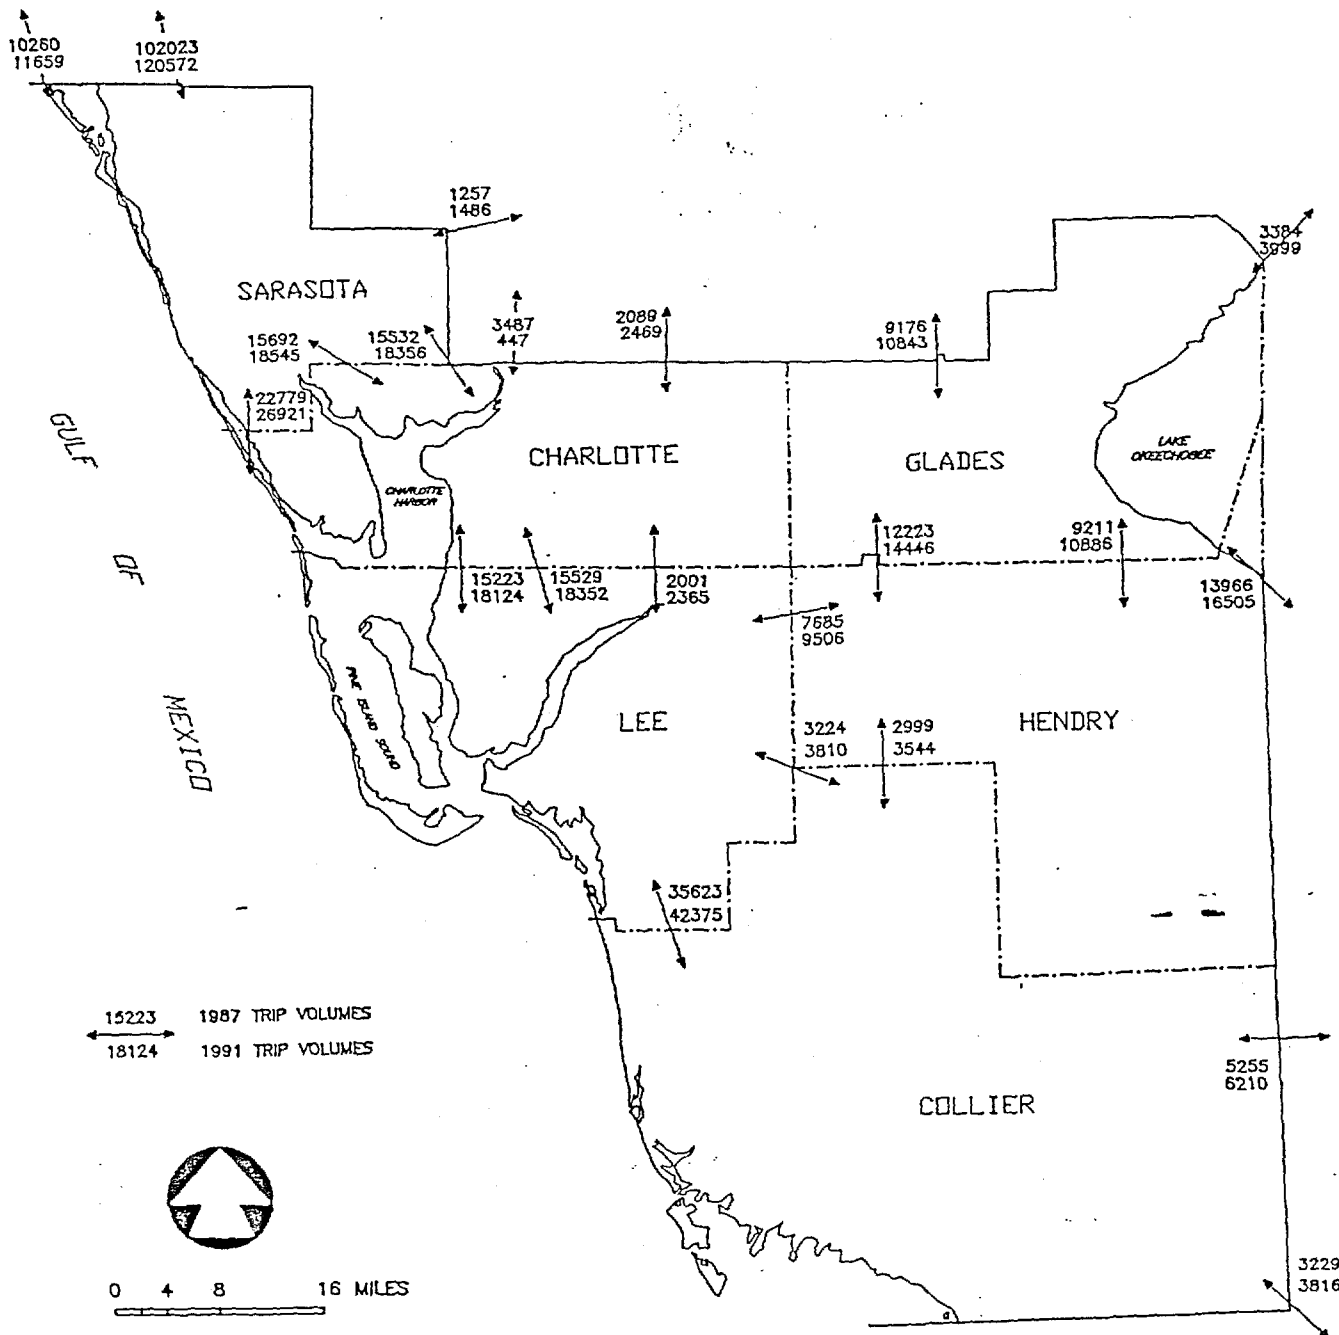 10260
11659
102023
120572
1257
1486
3384
3999
SARASOTA
15692
18545
15532
18356
3487
447
2089
2469
9176
10843
22779
26921
GULF
OF
MEXICO
CHARLOTTE
HARBOR
CHARLOTTE
GLADES
LAKE
OKEECHOBEE
15223
18124
15529
18352
2001
2365
12223
14446
9211
10886
13966
16505
7685
9506
PINE ISLAND SOUND
LEE
3224
3810
2999
3544
HENDRY
35623
42375
15223 1987 TRIP VOLUMES
18124 1991 TRIP VOLUMES
5255
6210
COLLIER
3229
3816
0 4 8 16 MILES